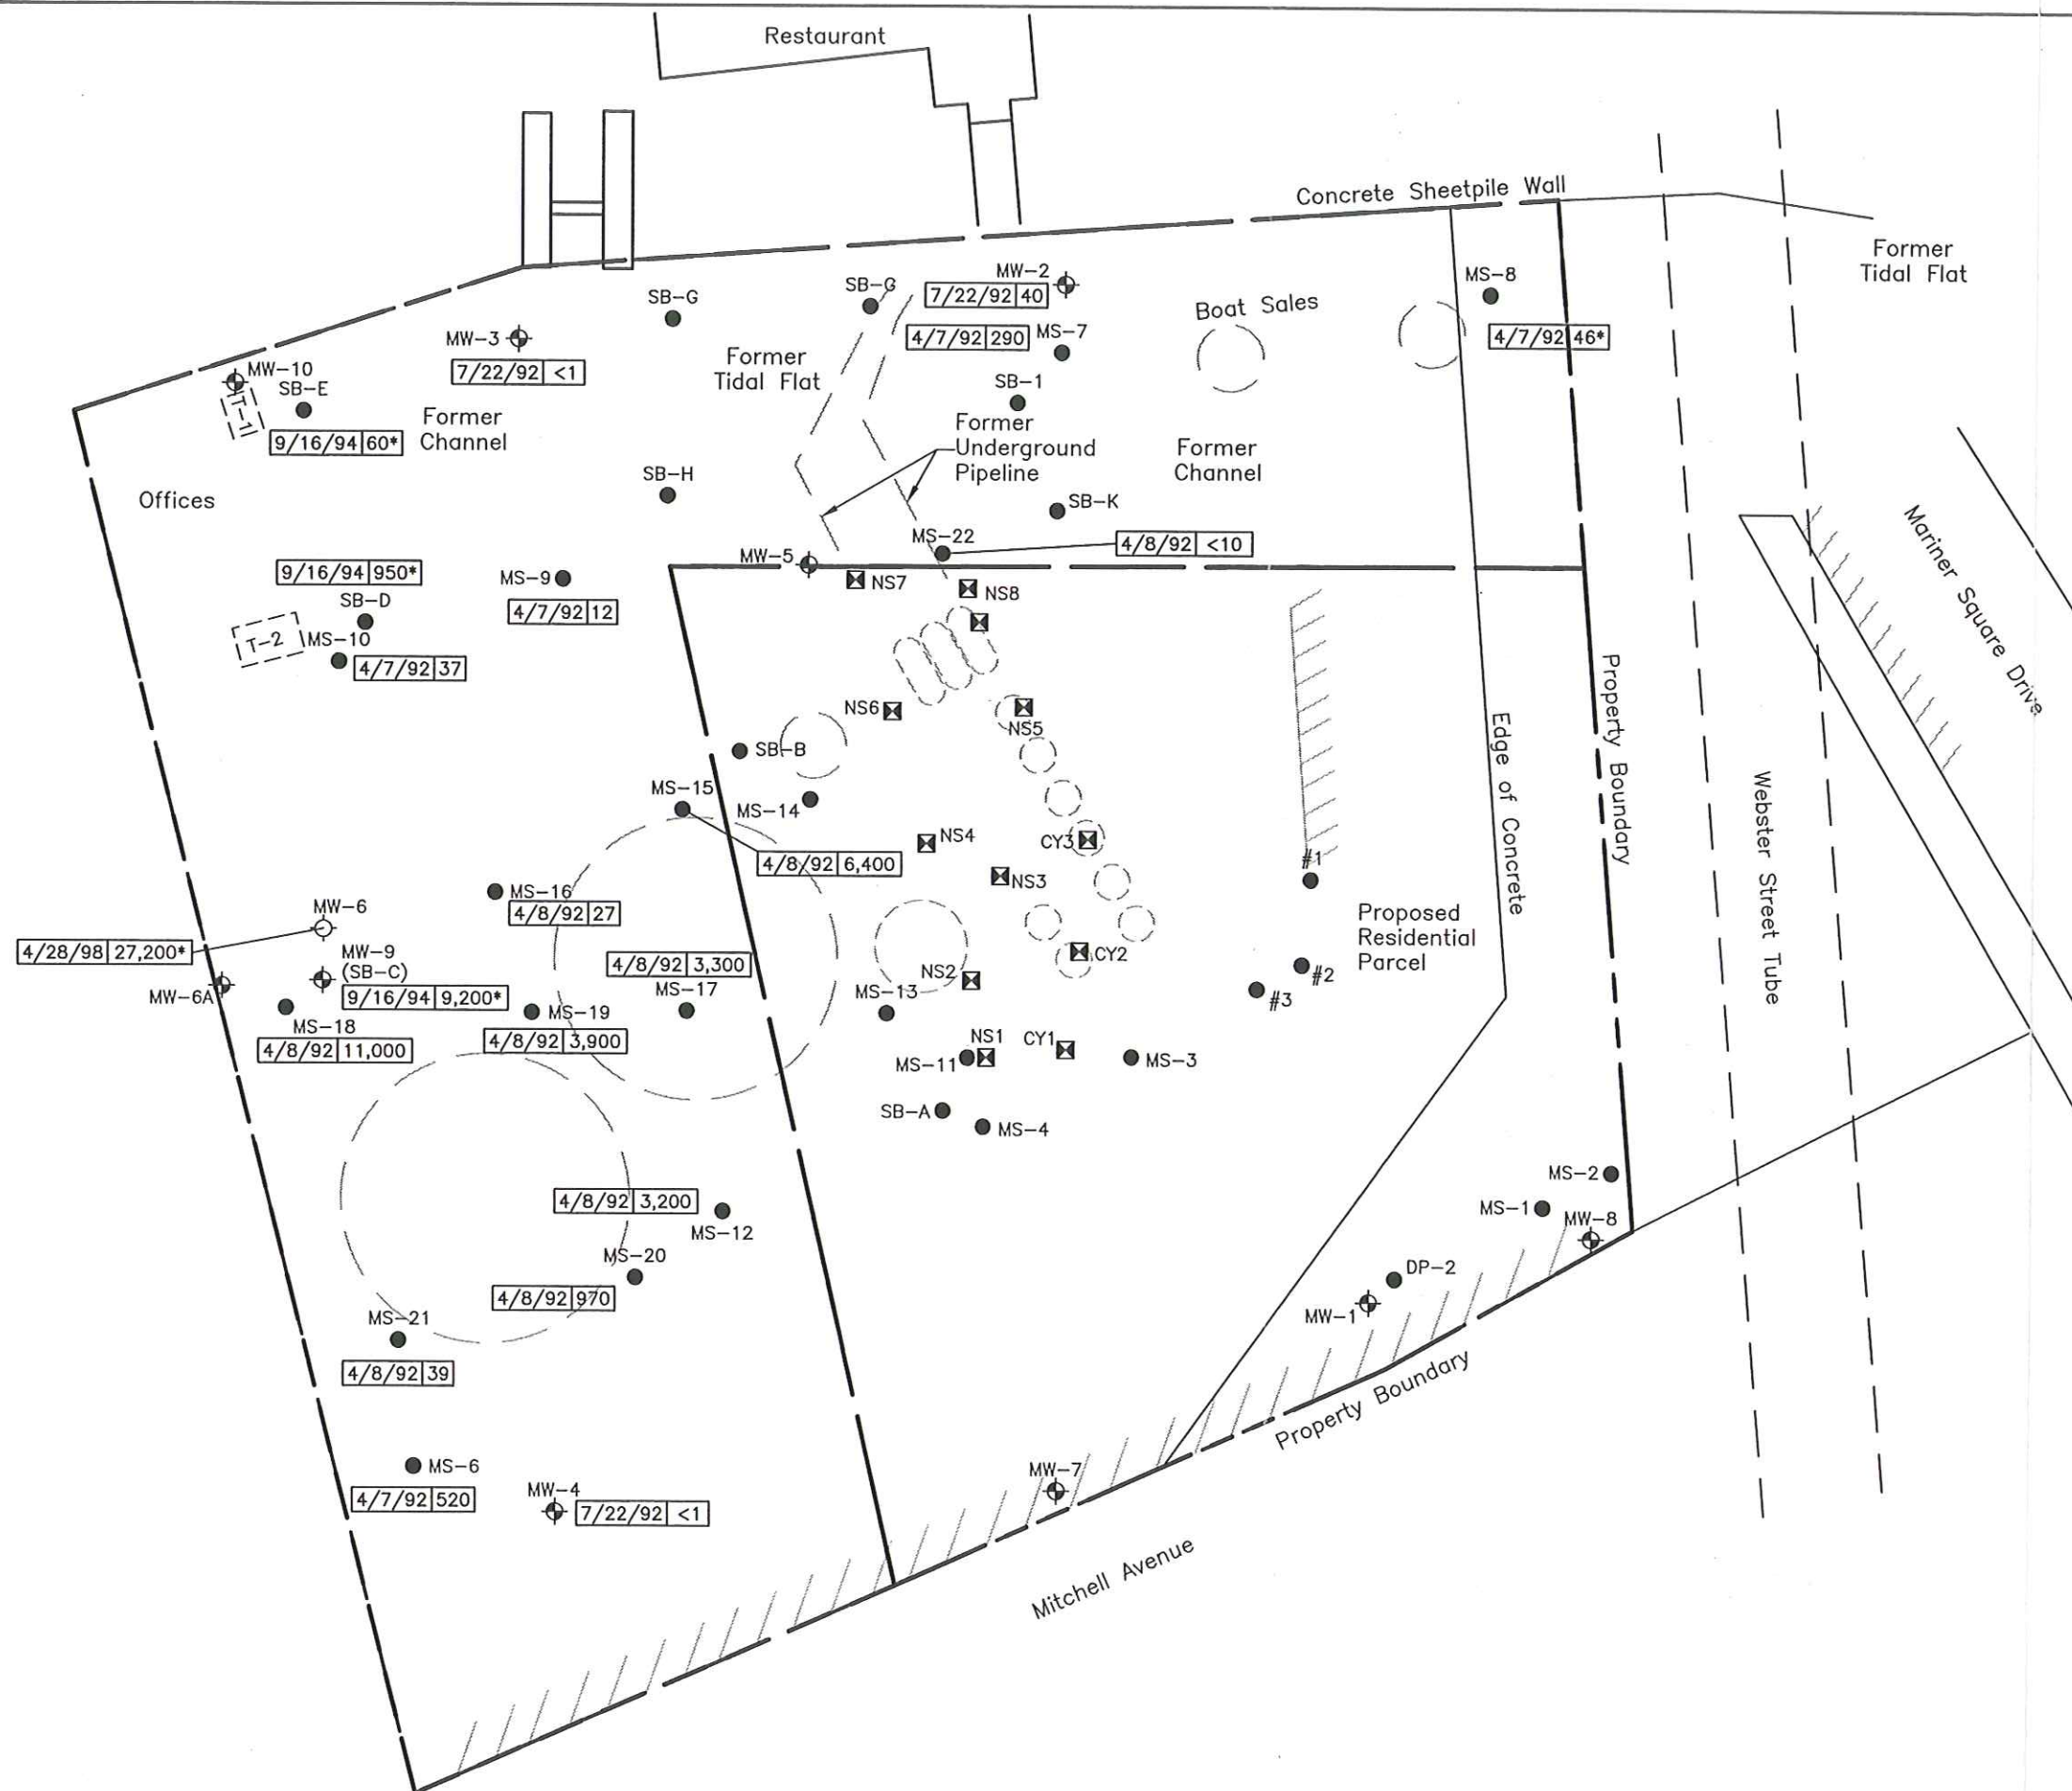 Restaurant
Concrete Sheetpile Wall
Former
Tidal Flat
MW-2
7/22/92 40
MS-8
4/7/92 46*
SB-G
SB-G
Boat Sales
4/7/92 290 MS-7
MW-3
7/22/92 <1
Former
Tidal Flat
MW-10
SB-E
T-1
9/16/94 60*
Former
Channel
SB-1
Former
Underground
Pipeline
Former
Channel
SB-H
SB-K
Offices
MS-22
4/8/92 <10
MW-5
NS7
NS8
9/16/94 950*
SB-D
MS-9
4/7/92 12
T-2
MS-10
4/7/92 37
Mariner Square Drive
Property Boundary
Edge of Concrete
Webster Street Tube
NS6
NS5
SB-B
MS-15
MS-14
4/8/92 6,400
NS4
CY3
NS3
#1
MS-16
4/8/92 27
MW-6
4/28/98 27,200*
MW-9
(SB-C)
9/16/94 9,200*
MW-6A
MS-18
4/8/92 11,000
4/8/92 3,300
MS-17
MS-19
4/8/92 3,900
NS2
CY2
MS-13
Proposed
Residential
Parcel
#2
#3
NS1
CY1
MS-11
MS-3
SB-A
MS-4
4/8/92 3,200
MS-12
MS-20
4/8/92 970
MS-21
4/8/92 39
MS-2
MS-1
MW-8
DP-2
MW-1
Property Boundary
MS-6
4/7/92 520
MW-4
7/22/92 <1
MW-7
Mitchell Avenue